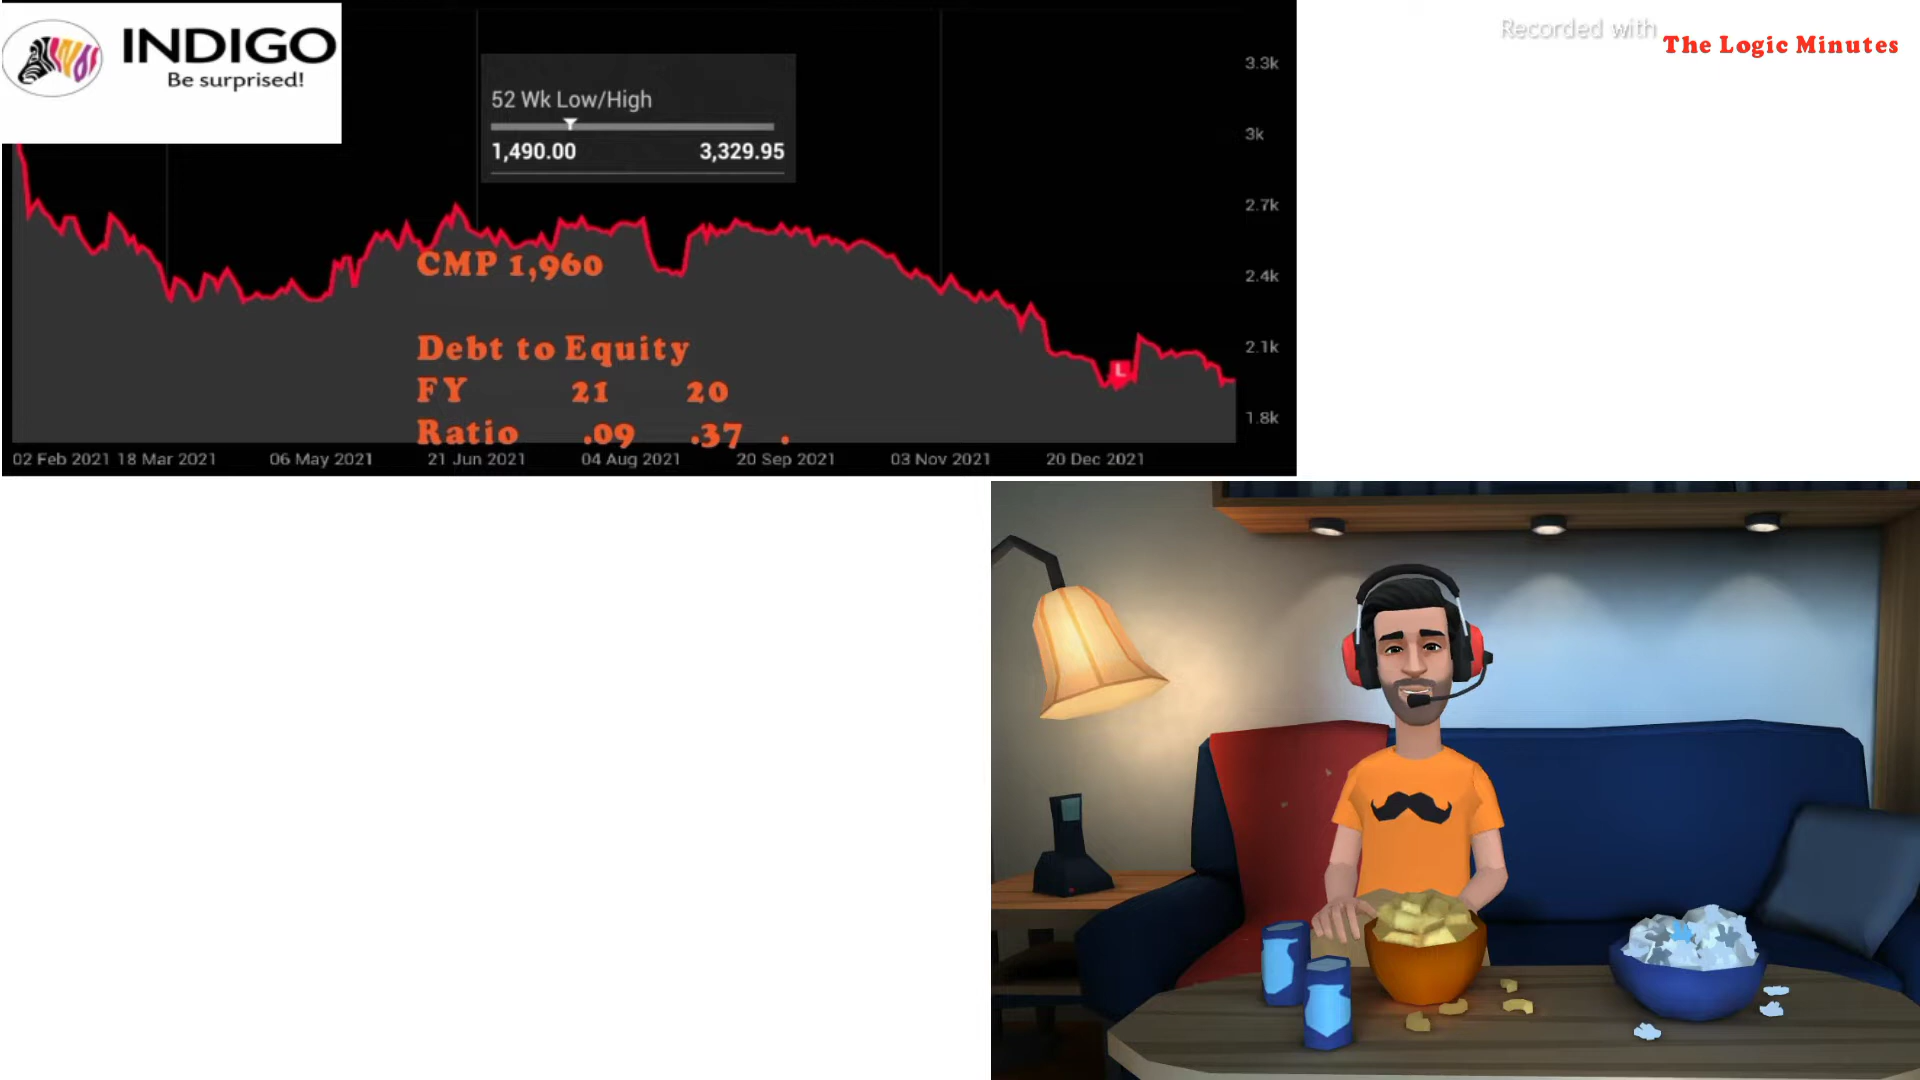 INDIGO
Be surprised!
Recorded with
The Logic Minutes
52 Wk Low/High
1,490.00 3,329.95
3.3k
3k
2.7k
2.4k
2.1k
1.8k
CMP 1,960
Debt to Equity
FY 21 20
Ratio .09 .37 .
L
02 Feb 2021 18 Mar 2021 06 May 2021 21 Jun 2021 04 Aug 2021 20 Sep 2021 03 Nov 2021 20 Dec 2021